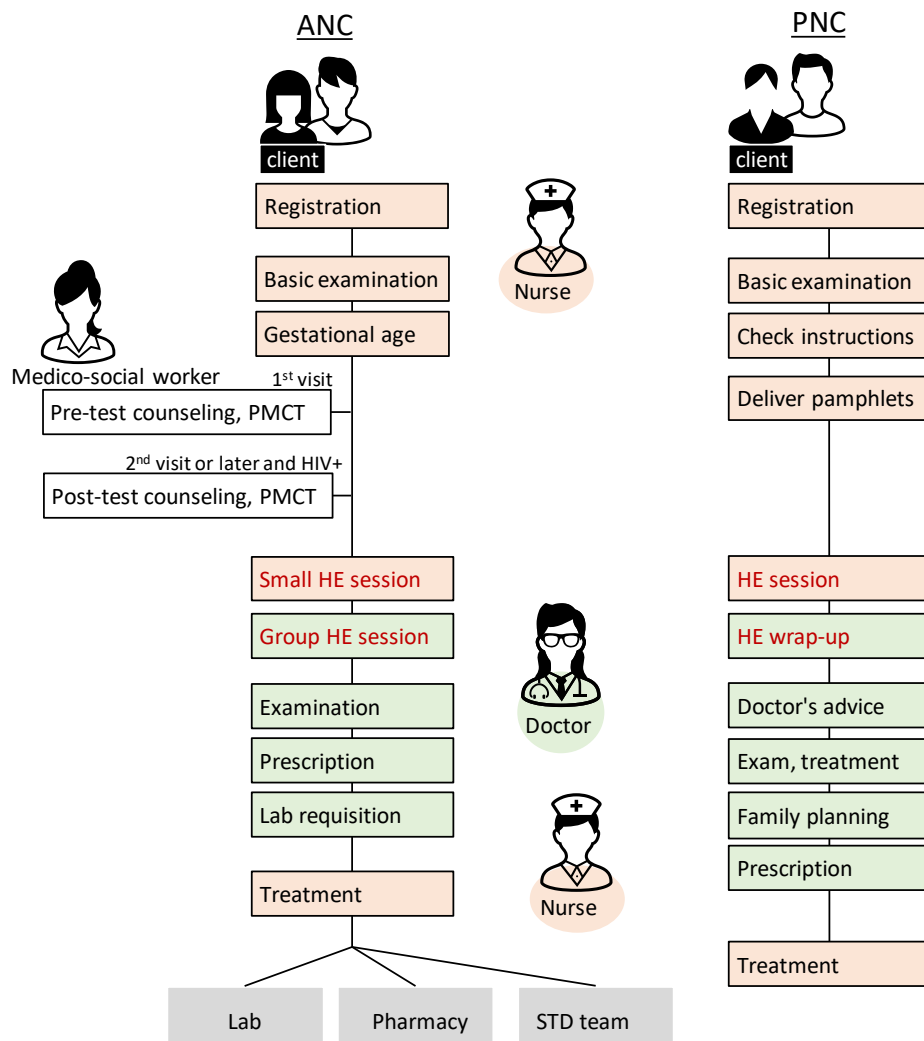 ANC
client
Registration
Basic examination
Gestational age
Nurse
Medico-social worker
1st visit
Pre-test counseling, PMCT
2nd visit or later and HIV+
Post-test counseling, PMCT
Small HE session
Group HE session
Examination
Prescription
Lab requisition
Doctor
Treatment
Nurse
Lab
Pharmacy
STD team
PNC
client
Registration
Basic examination
Check instructions
Deliver pamphlets
HE session
HE wrap-up
Doctor's advice
Exam, treatment
Family planning
Prescription
Treatment